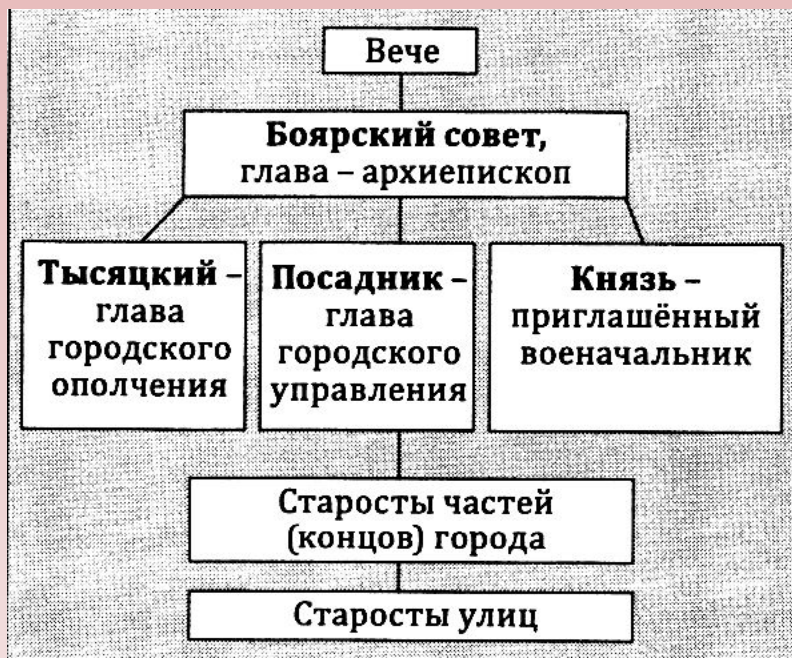 Вече
Боярский совет,
глава – архиепископ
Тысяцкий –
глава
городского
ополчения
Посадник –
глава
городского
управления
Князь –
приглашённый
военачальник
Старосты частей
(концов) города
Старосты улиц